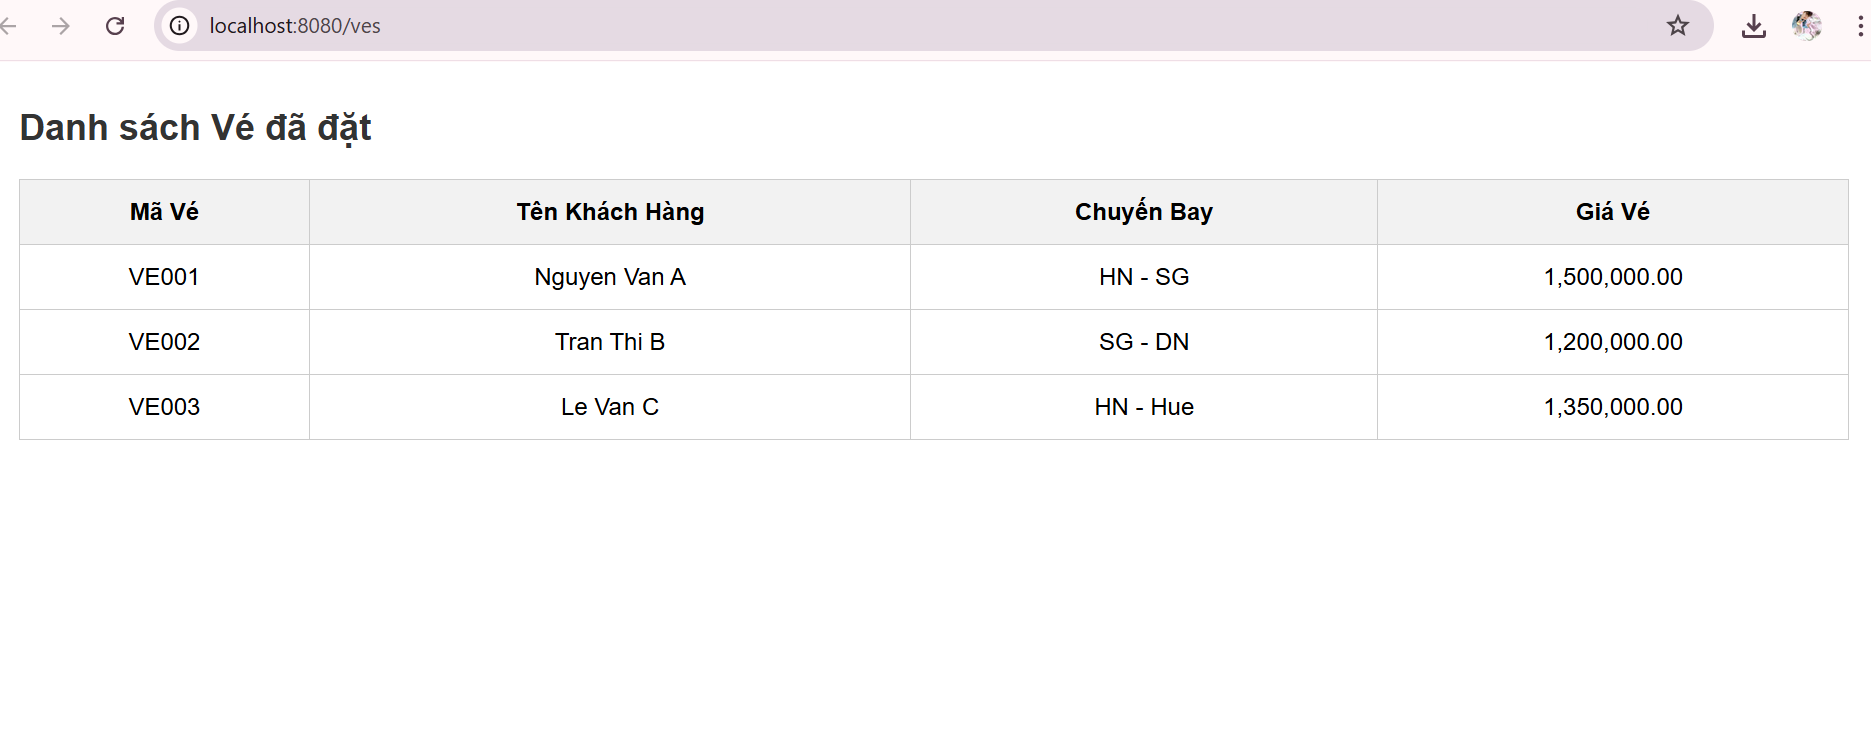 localhost:8080/ves
Danh sách Vé đã đặt
Mã Vé Tên Khách Hàng Chuyến Bay Giá Vé
VE001 Nguyen Van A HN - SG 1,500,000.00
VE002 Tran Thi B SG - DN 1,200,000.00
VE003 Le Van C HN - Hue 1,350,000.00